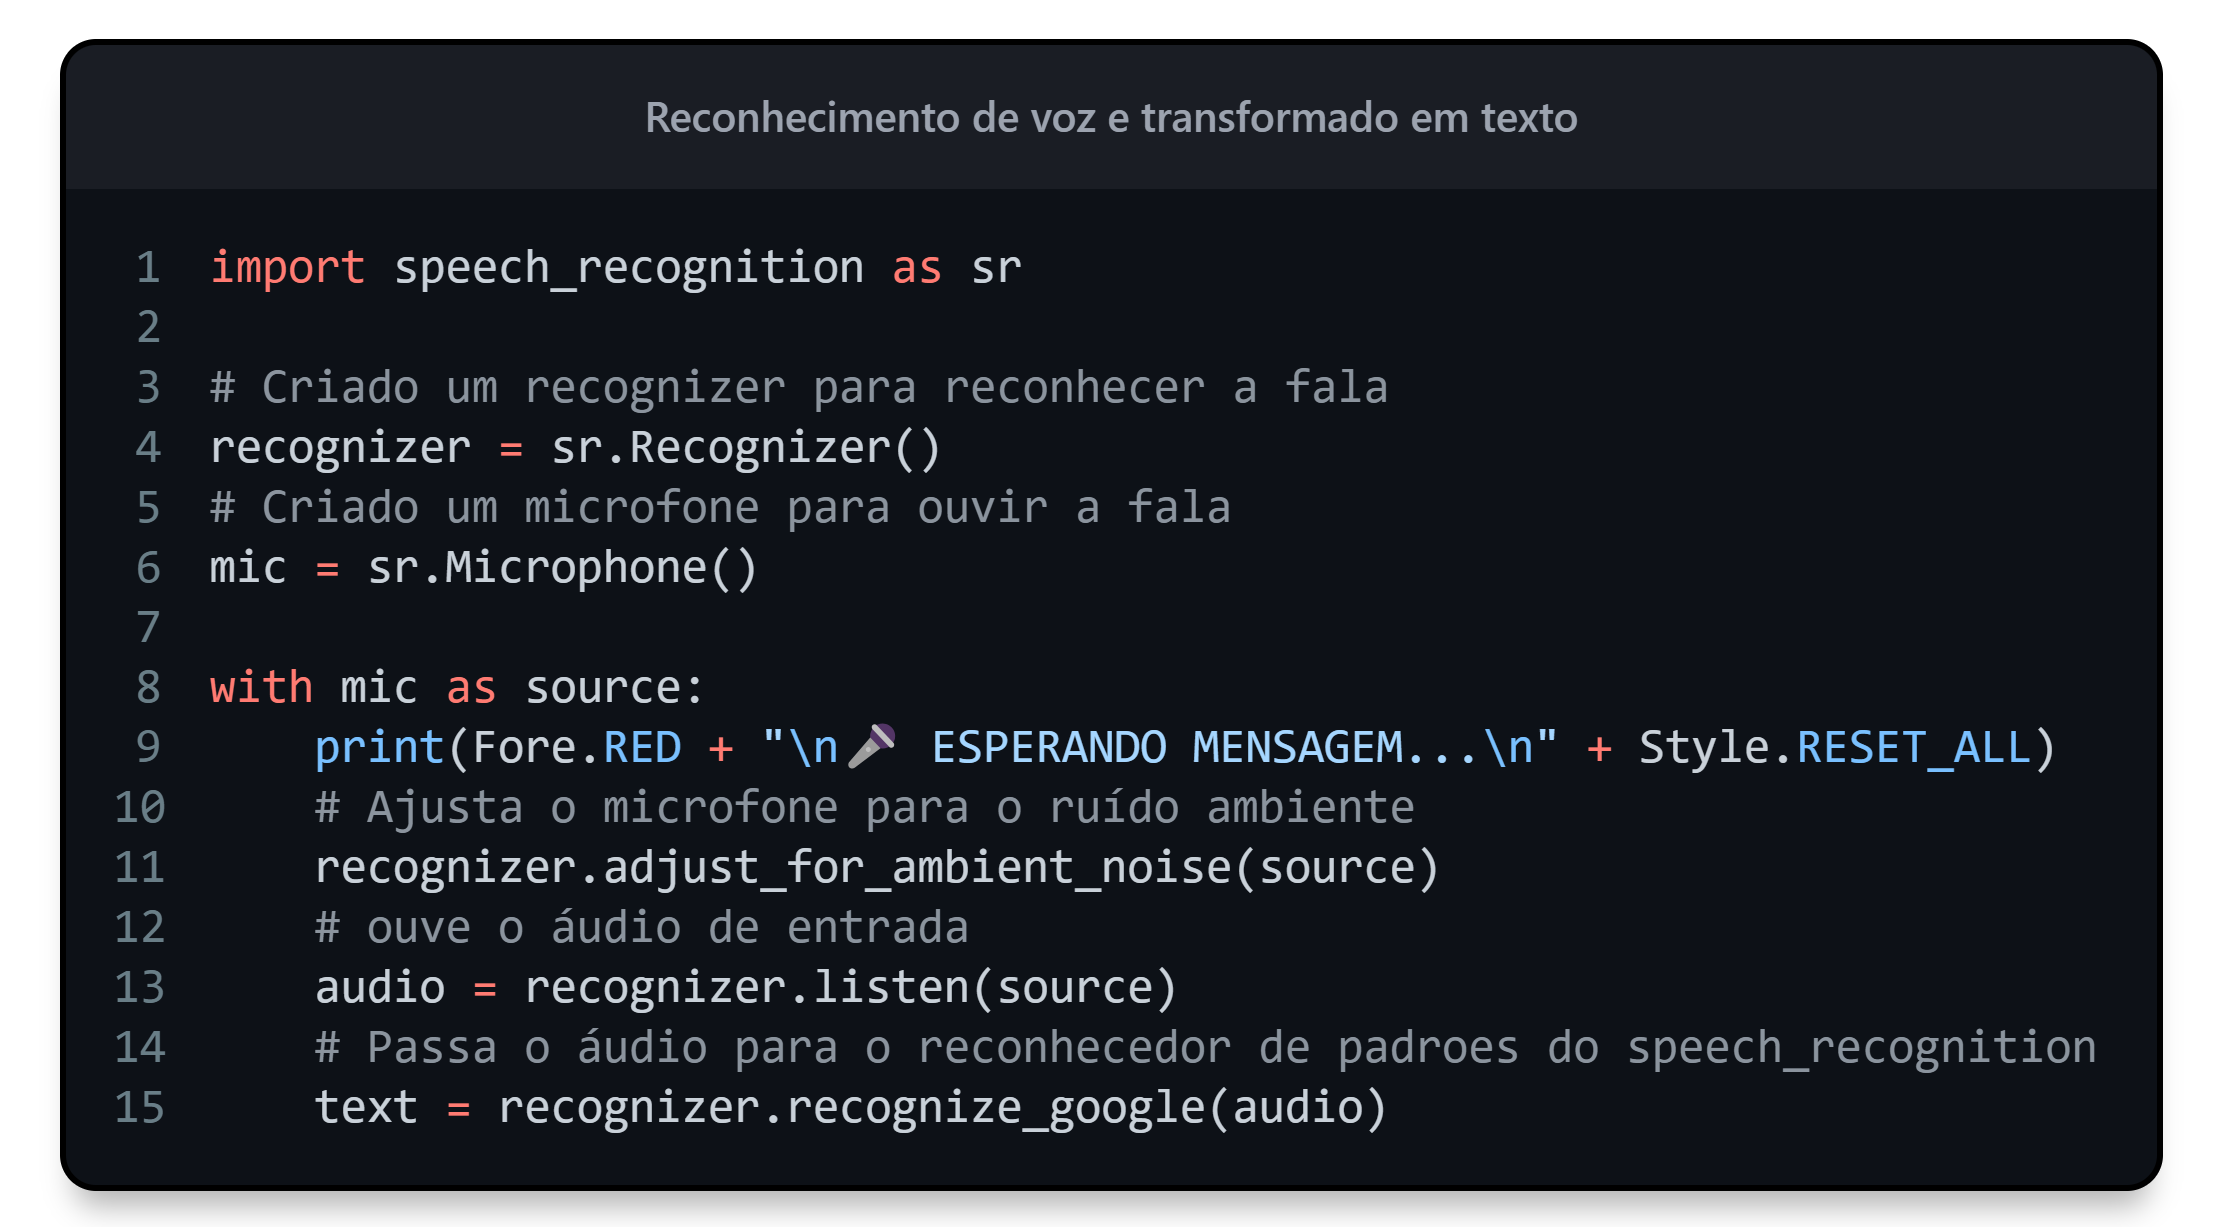 Reconhecimento de voz e transformado em texto
1 import speech_recognition as sr
2
3 # Criado um recognizer para reconhecer a fala
4 recognizer = sr.Recognizer()
5 # Criado um microfone para ouvir a fala
6 mic = sr.Microphone()
7
8 with mic as source:
9     print(Fore.RED + "\n🎤 ESPERANDO MENSAGEM...\n" + Style.RESET_ALL)
10     # Ajusta o microfone para o ruído ambiente
11     recognizer.adjust_for_ambient_noise(source)
12     # ouve o áudio de entrada
13     audio = recognizer.listen(source)
14     # Passa o áudio para o reconhecedor de padroes do speech_recognition
15     text = recognizer.recognize_google(audio)